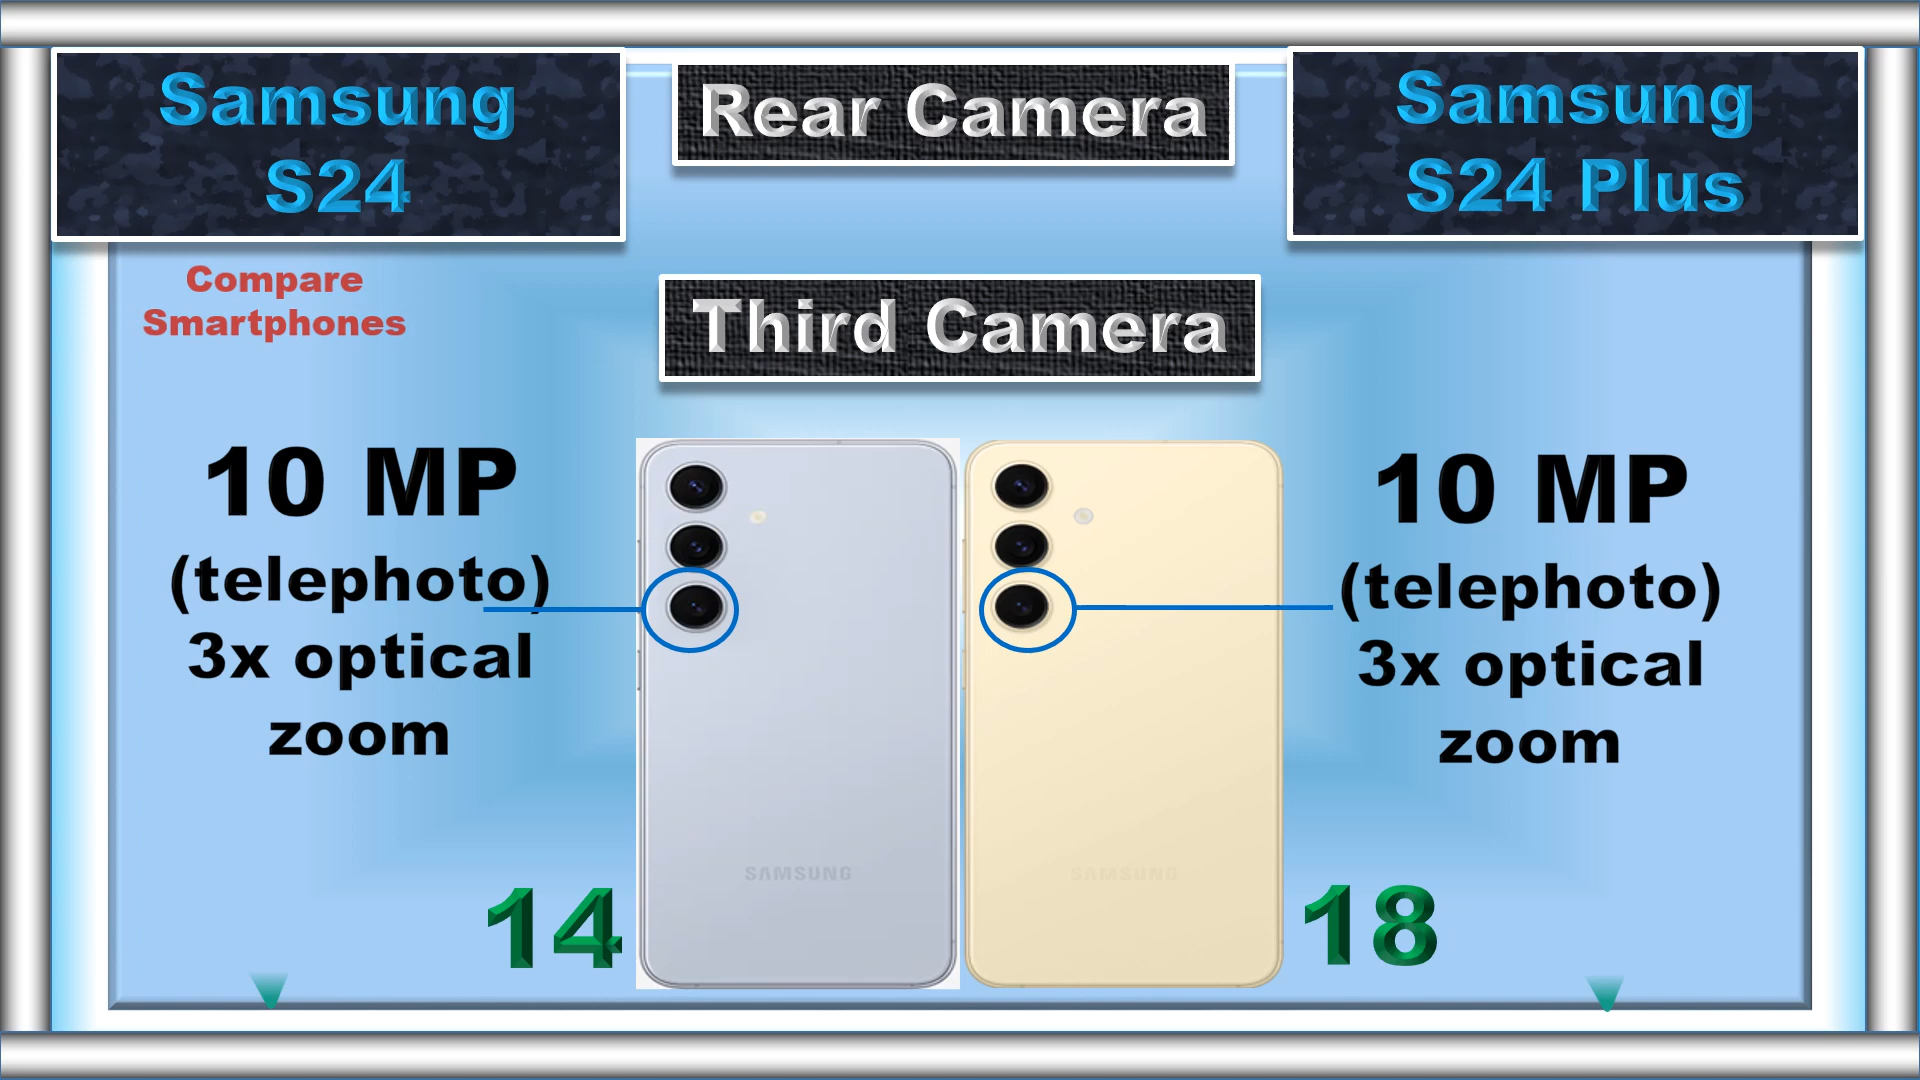 Samsung
S24
Rear Camera
Samsung
S24 Plus
Compare
Smartphones
Third Camera
10 MP
(telephoto)
3x optical
zoom
10 MP
(telephoto)
3x optical
zoom
SAMSUNG
SAMSUNG
14
18